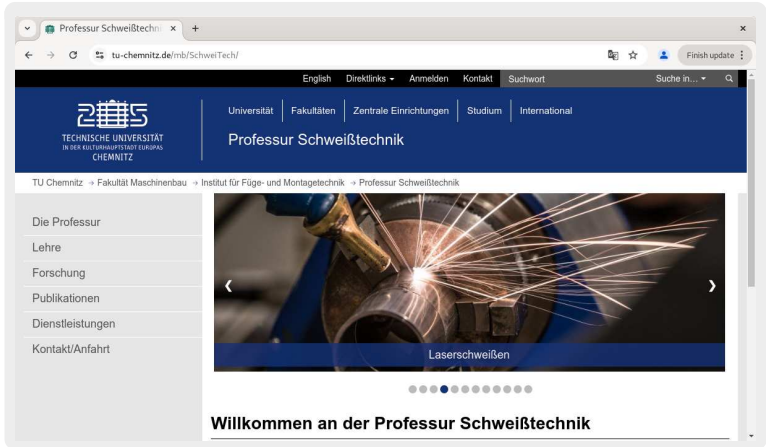 Professur Schweißtechni
tu-chemnitz.de/mb/SchweiTech/
Finish update
English Direktlinks Anmelden Kontakt Suchwort Suche in...
TECHNISCHE UNIVERSITÄT
IN DER KULTURHAUPTSTADT EUROPAS
CHEMNITZ
Universität Fakultäten Zentrale Einrichtungen Studium International
Professur Schweißtechnik
TU Chemnitz → Fakultät Maschinenbau → Institut für Füge- und Montagetechnik → Professur Schweißtechnik
Die Professur
Lehre
Forschung
Publikationen
Dienstleistungen
Kontakt/Anfahrt
Laserschweißen
Willkommen an der Professur Schweißtechnik